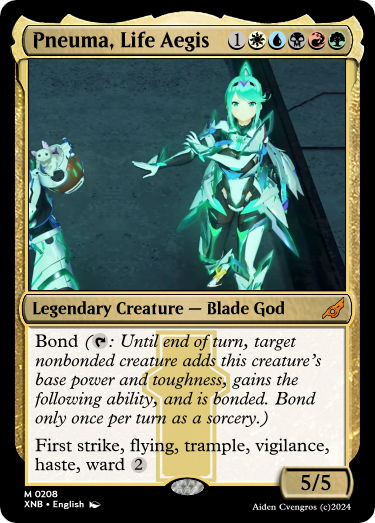 Pneuma, Life Aegis 1
Legendary Creature — Blade God
Bond (: Until end of turn, target
nonbonded creature adds this creature's
base power and toughness, gains the
following ability, and is bonded. Bond
only once per turn as a sorcery.)
First strike, flying, trample, vigilance,
haste, ward 2
5/5
M 0208
XNB • English
Aiden Cvengros (c)2024